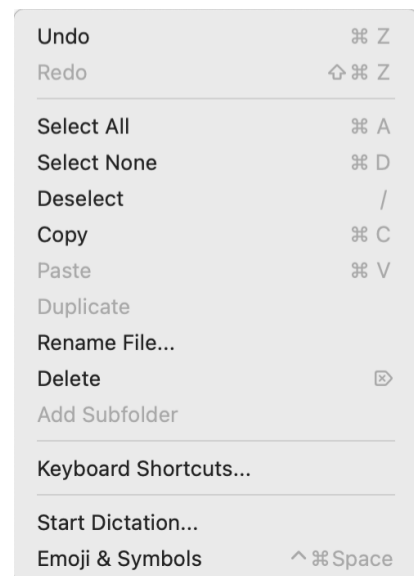 Undo ⌘ Z
Redo ⇧ ⌘ Z
Select All ⌘ A
Select None ⌘ D
Deselect /
Copy ⌘ C
Paste ⌘ V
Duplicate
Rename File...
Delete ⌦
Add Subfolder
Keyboard Shortcuts...
Start Dictation...
Emoji & Symbols ^ ⌘ Space